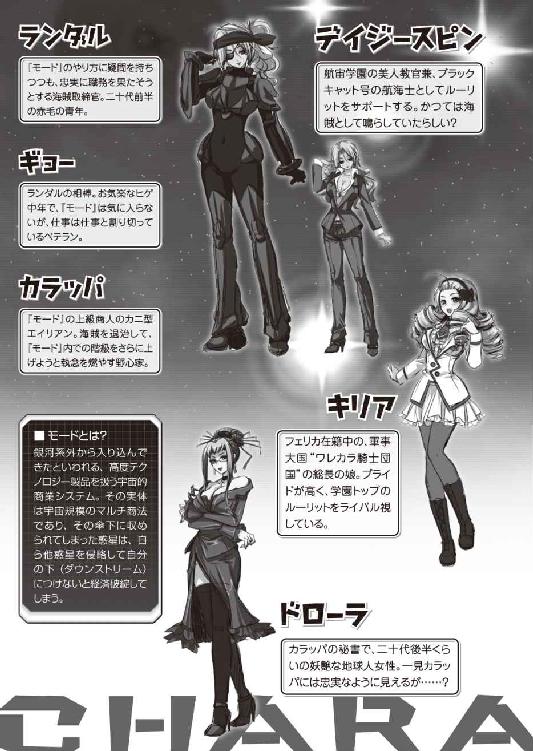 ランダル
『モード』のやり方に疑問を持ち
つつも、忠実に職務を果たそう
とする海賊取締官。二十代前半
の赤毛の青年。
ギョー
ランダルの相棒。お気楽なヒゲ
中年で、『モード』は気に入らな
いが、仕事は仕事と割り切って
いるベテラン。
カラッパ
『モード』の上級商人のカニ型
エイリアン。海賊を退治して、
『モード』内での階級をさらに上
げようと執念を燃やす野心家。
■ モードとは?
銀河系外から入り込んで
きたといわれる、高度テク
ノロジー製品を扱う宇宙的
商業システム。その実体
は宇宙規模のマルチ商法
であり、その傘下に収め
られてしまった惑星は、自
ら他惑星を侵略して自分
の下(ダウンストリーム)
につけないと経済破綻して
しまう。
デイジースピン
航宙学園の美人教官兼、ブラック
キャット号の航海士としてルーリ
ットをサポートする。かつては海
賊として鳴らしていたらしい?
キリア
フェリカ在籍中の、軍事
大国“ワレカラ騎士団
国”の総長の娘。プライ
ドが高く、学園トップの
ルーリットをライバル視
している。
ドローラ
カラッパの秘書で、二十代後半くら
いの妖艶な地球人女性。一見カラッ
パには忠実なように見えるが……?
CHARA